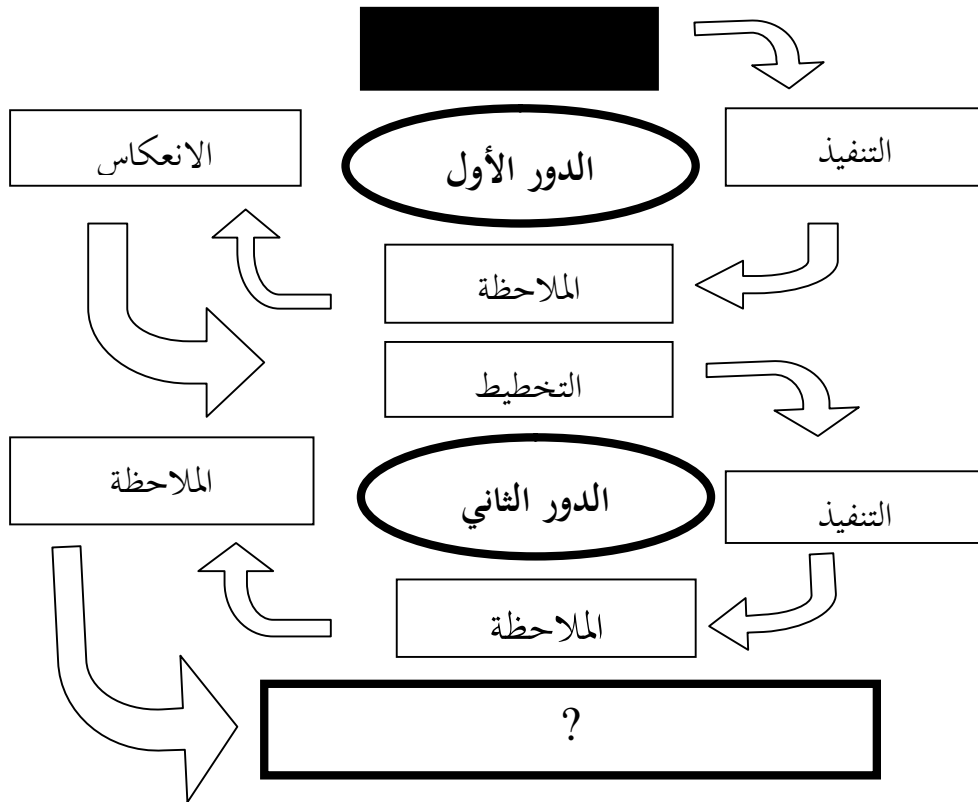 الانعكاس
الدور الأول
التنفيذ
الملاحظة
التخطيط
الملاحظة
الدور الثاني
التنفيذ
الملاحظة
?